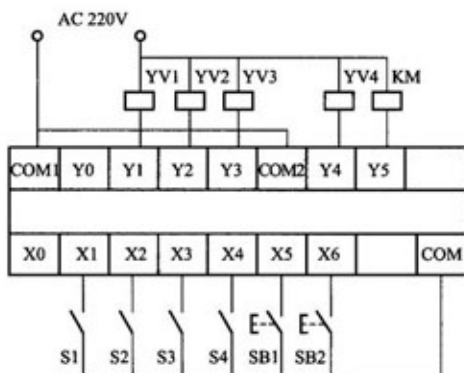 AC 220V
YV1 YV2 YV3 YV4 KM
COM1 Y0 Y1 Y2 Y3 COM2 Y4 Y5
X0 X1 X2 X3 X4 X5 X6 COM
S1 S2 S3 S4 SB1 SB2